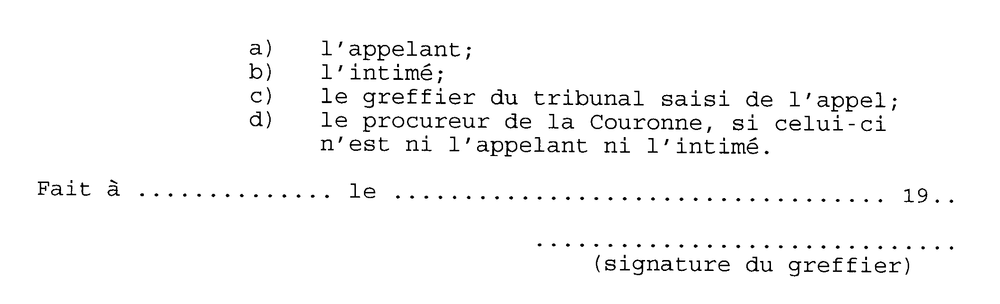 a) l'appelant;
b) l'intimé;
c) le greffier du tribunal saisi de l'appel;
d) le procureur de la Couronne, si celui-ci
n'est ni l'appelant ni l'intimé.
Fait à .............. le ................................... 19..
..............................
(signature du greffier)